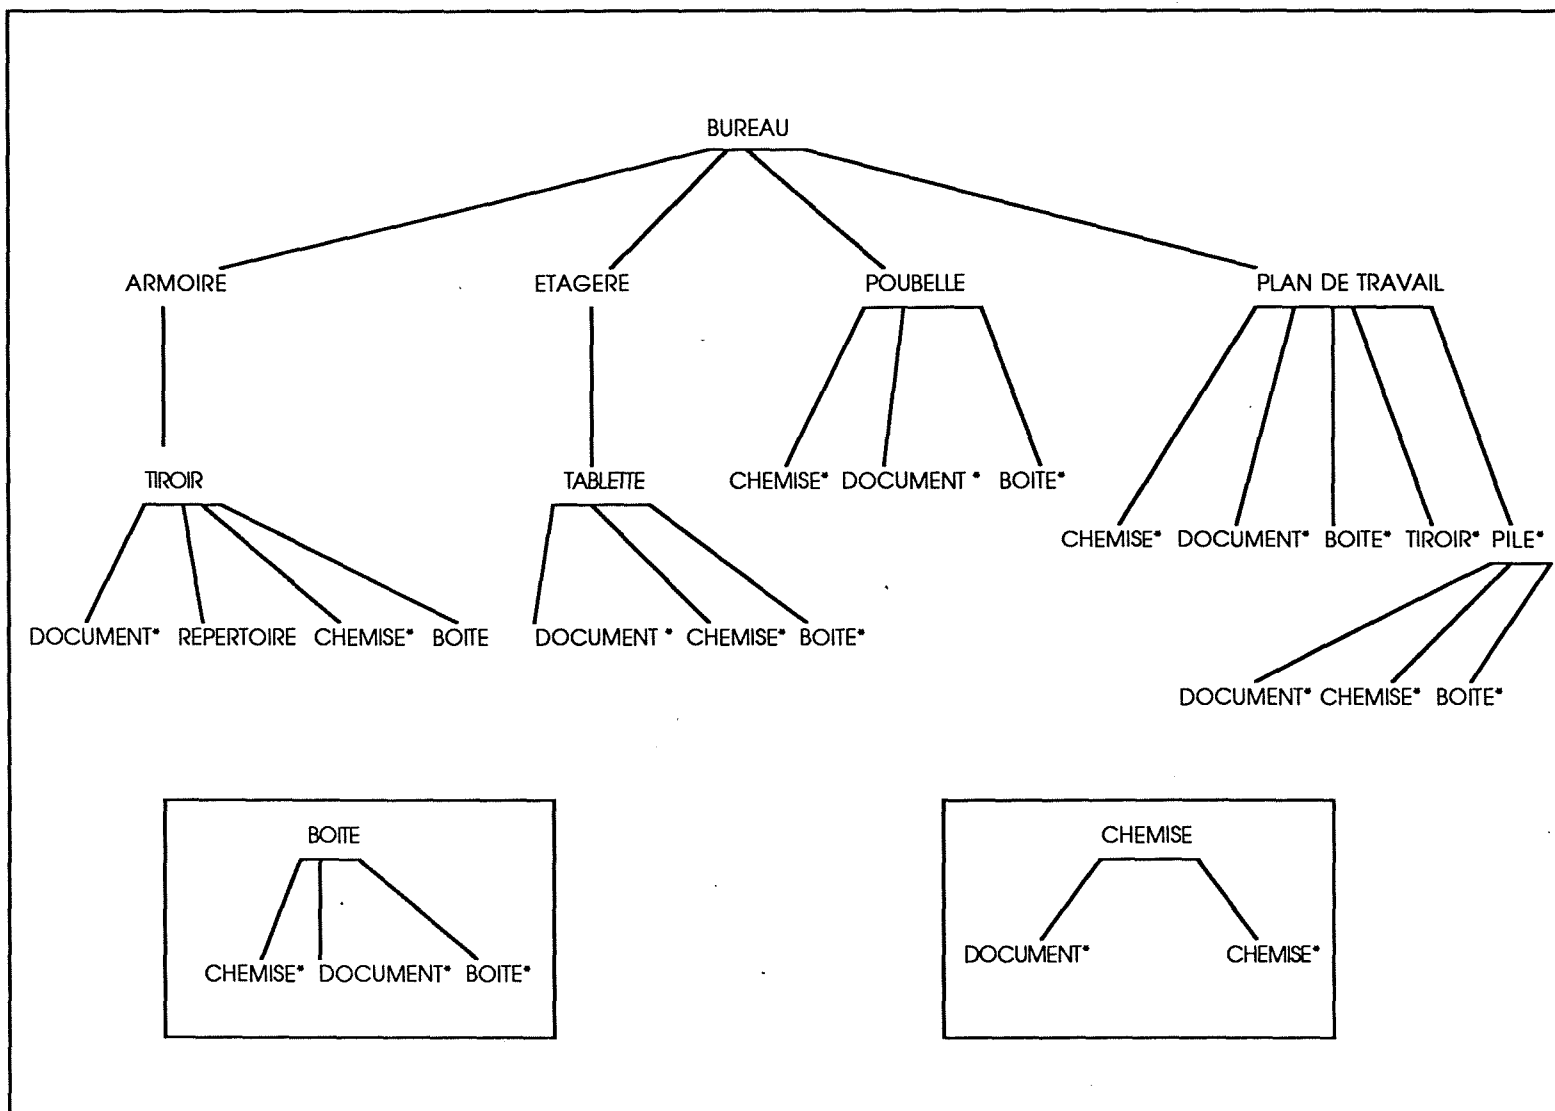 BUREAU
ARMOIRE ETAGERE POUBELLE PLAN DE TRAVAIL
TIROIR TABLETTE CHEMISE* DOCUMENT * BOITE*
CHEMISE* DOCUMENT* BOITE* TIROIR* PILE*
DOCUMENT* REPERTOIRE CHEMISE* BOITE DOCUMENT * CHEMISE* BOITE*
DOCUMENT* CHEMISE* BOITE*
BOITE CHEMISE
CHEMISE* DOCUMENT* BOITE* DOCUMENT* CHEMISE*